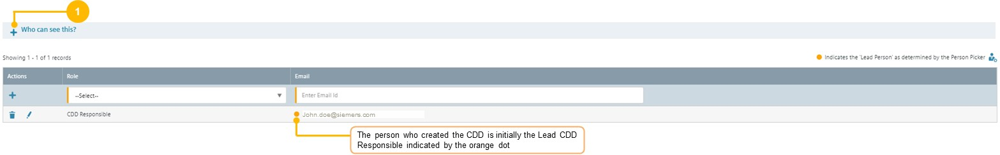 1
Who can see this?
Showing 1 - 1 of 1 records
Indicates the 'Lead Person' as determined by the Person Picker
Actions Role Email
--Select-- Enter Email Id
CDD Responsible John.doe@siemens.com
The person who created the CDD is initially the Lead CDD
Responsible indicated by the orange dot